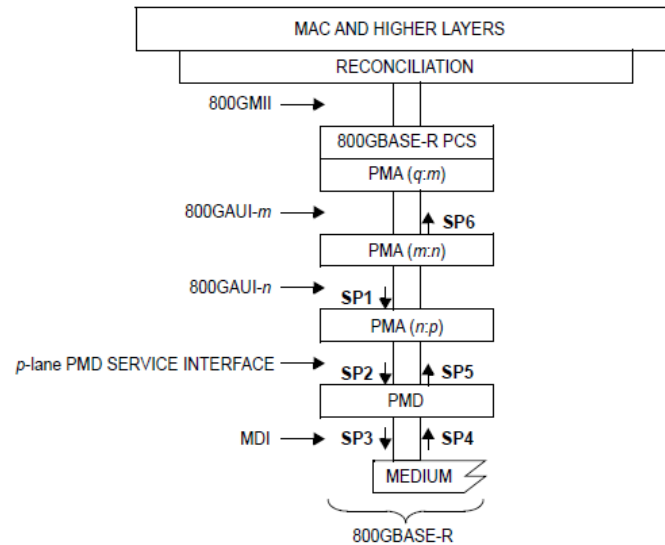 MAC AND HIGHER LAYERS
RECONCILIATION
800GMII
800GBASE-R PCS
PMA (q:m)
800GAUI-m
SP6
PMA (m:n)
800GAUI-n
SP1
PMA (n:p)
p-lane PMD SERVICE INTERFACE
SP2
SP5
PMD
MDI
SP3
SP4
MEDIUM
800GBASE-R